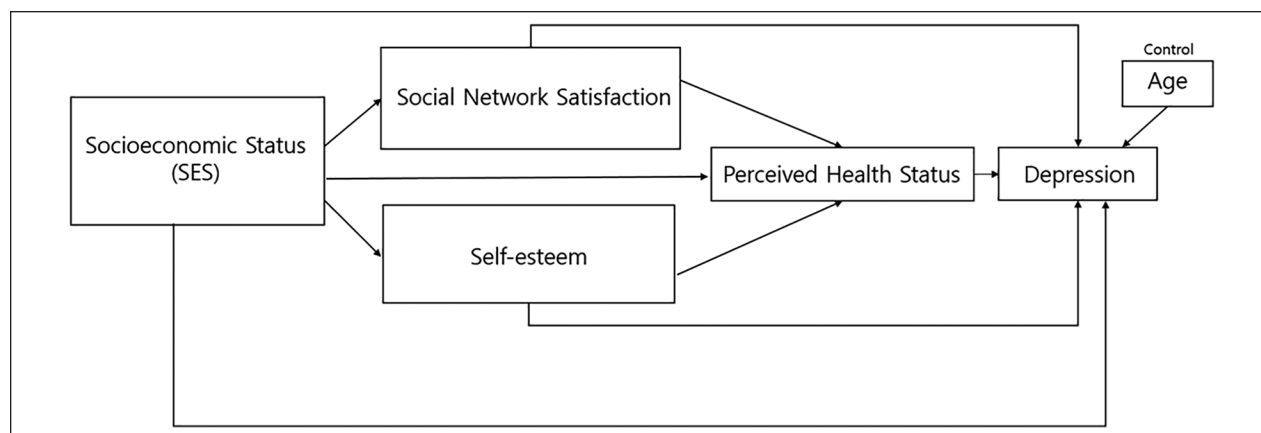 Control
Age
Social Network Satisfaction
Socioeconomic Status
(SES)
Perceived Health Status
Depression
Self-esteem